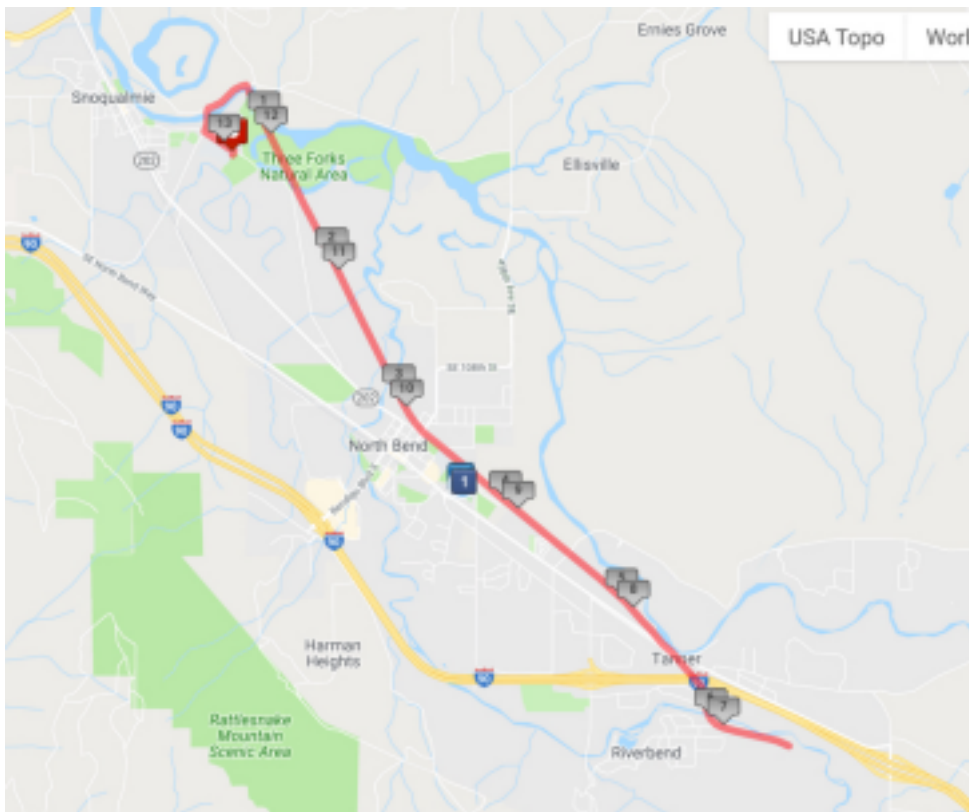 Ernies Grove
USA Topo
Worl
Snoqualmie
1
12
13
202
Three Forks
Natural Area
Ellisville
2
11
90
SE North Bend Way
3
10
SE 108th St
202
90
90
North Bend
1
4
9
90
5
8
Harman
Heights
Tanner
90
6
7
Rattlesnake
Mountain
Scenic Area
Riverbend